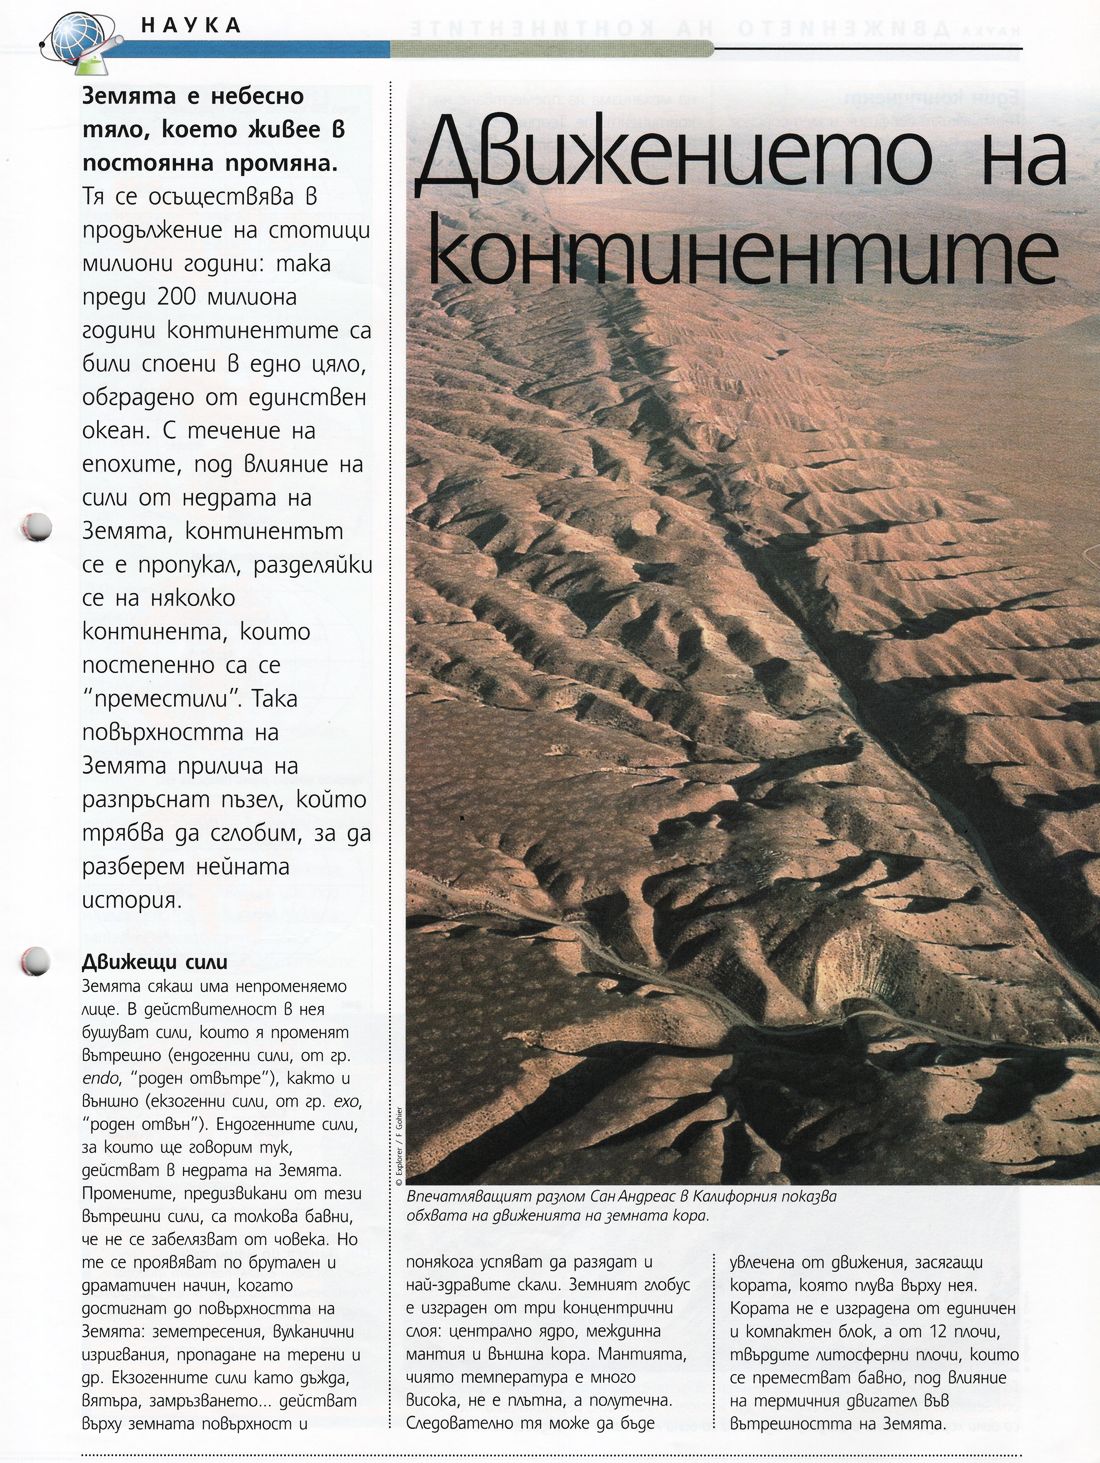 НАУКА
Движението на
континентите
Земята е небесно
тяло, което живее в
постоянна промяна.
Тя се осъществява в
продължение на стотици
милиони години: така
преди 200 милиона
години континентите са
били споени в едно цяло,
обградено от единствен
океан. С течение на
епохите, под влияние на
сили от недрата на
Земята, континентът
се е пропукал, разделяйки
се на няколко
континента, които
постепенно са се
“преместили”. Така
повърхността на
Земята прилича на
разпръснат пъзел, който
трябва да сглобим, за да
разберем нейната
история.
Движещи сили
Земята сякаш има непроменяемо
лице. В действителност в нея
бушуват сили, които я променят
вътрешно (ендогенни сили, от гр.
endo, “роден отвътре”), както и
външно (екзогенни сили, от гр. exo,
“роден отвън”). Ендогенните сили,
за които ще говорим тук,
действат в недрата на Земята.
Промените, предизвикани от тези
вътрешни сили, са толкова бавни,
че не се забелязват от човека. Но
те се проявяват по брутален и
драматичен начин, когато
достигнат до повърхността на
Земята: земетресения, вулканични
изригвания, пропадане на терени и
др. Екзогенните сили като дъжда,
вятъра, замръзването... действат
върху земната повърхност и
© Explorer / F Gohier
Впечатляващият разлом Сан Андреас в Калифорния показва
обхвата на движенията на земната кора.
понякога успяват да разядат и
най-здравите скали. Земният глобус
е изграден от три концентрични
слоя: централно ядро, междинна
мантия и външна кора. Мантията,
чиято температура е много
висока, не е плътна, а полутечна.
Следователно тя може да бъде
увлечена от движения, засягащи
кората, която плува върху нея.
Кората не е изградена от единичен
и компактен блок, а от 12 плочи,
твърдите литосферни плочи, които
се преместват бавно, под влияние
на термичния двигател във
вътрешността на Земята.